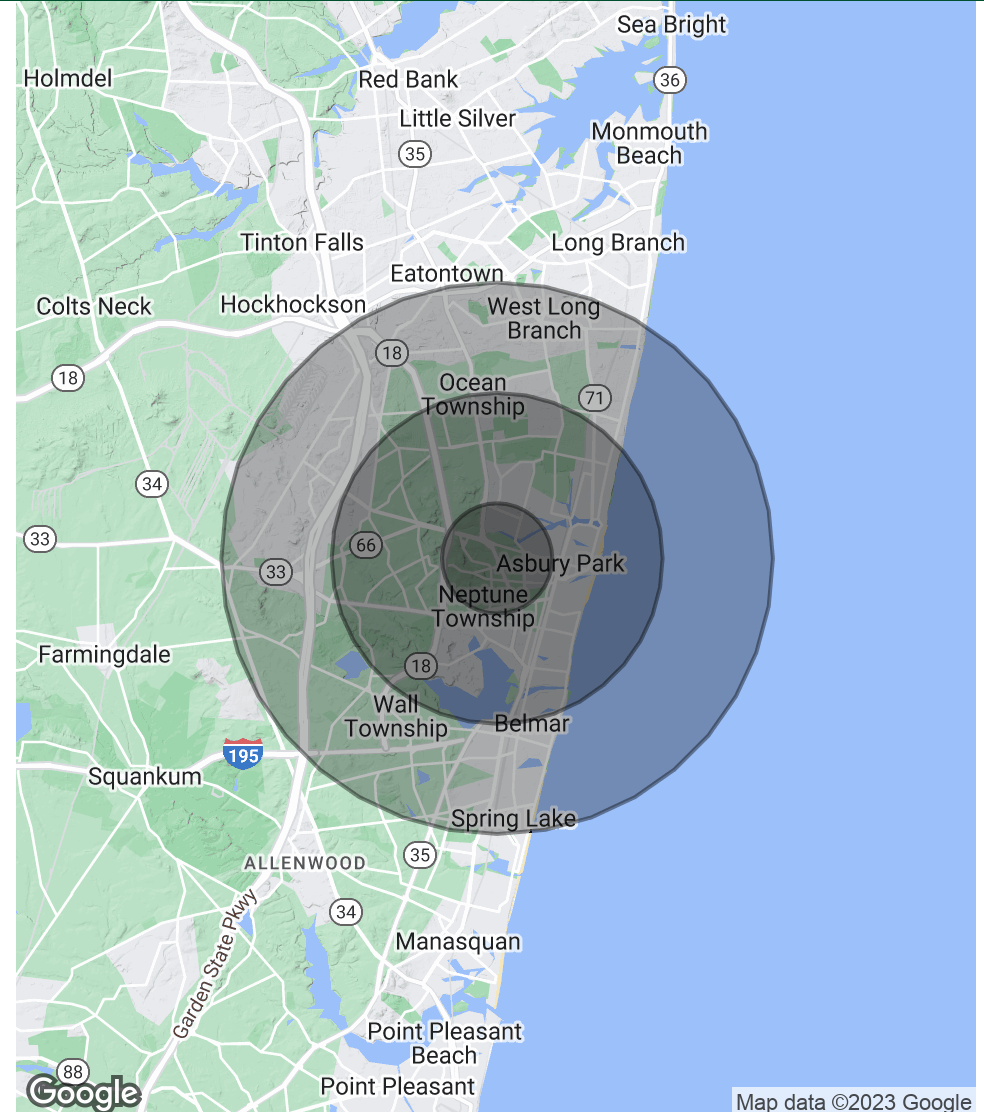 Sea Bright
Holmdel
Red Bank
36
Little Silver
Monmouth
Beach
35
Tinton Falls
Long Branch
Eatontown
Colts Neck
Hockhockson
West Long
Branch
18
18
Ocean
Township
71
34
33
66
33
Asbury Park
Neptune
Township
Farmingdale
18
Wall
Township
Belmar
195
Squankum
Spring Lake
35
ALLENWOOD
34
Garden State Pkwy
Manasquan
Point Pleasant
Beach
88
Point Pleasant
Google
Map data ©2023 Google